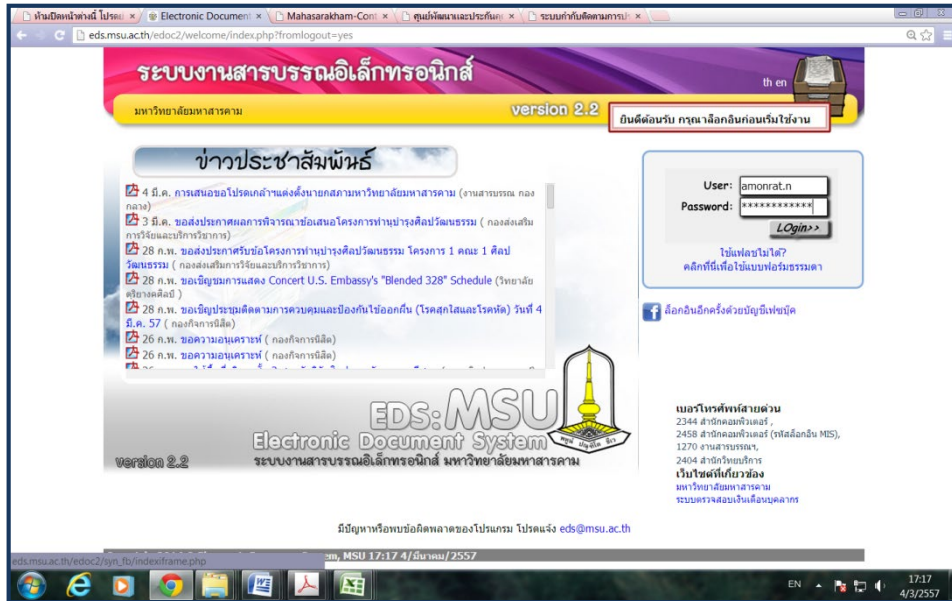 ห้ามปิดหน้าต่างนี้ โปรดย
Electronic Document
Mahasarakham-Cont
ศูนย์พัฒนาและประกันคุ
ระบบกำกับติดตามการป
eds.msu.ac.th/edoc2/welcome/index.php?fromlogout=yes
ระบบงานสารบรรณอิเล็กทรอนิกส์
th en
มหาวิทยาลัยมหาสารคาม
version 2.2
ยินดีต้อนรับ กรุณาล็อกอินก่อนเริ่มใช้งาน
ข่าวประชาสัมพันธ์
4 มี.ค. การเสนอขอโปรดเกล้าฯแต่งตั้งนายกสภามหาวิทยาลัยมหาสารคาม (งานสารบรรณ กอง
กลาง)
3 มี.ค. ขอส่งประกาศผลการพิจารณาข้อเสนอโครงการทำนุบำรุงศิลปวัฒนธรรม ( กองส่งเสริม
การวิจัยและบริการวิชาการ)
28 ก.พ. ขอส่งประกาศรับข้อโครงการทำนุบำรุงศิลปวัฒนธรรม โครงการ 1 คณะ 1 ศิลป
วัฒนธรรม ( กองส่งเสริมการวิจัยและบริการวิชาการ)
28 ก.พ. ขอเชิญชมการแสดง Concert U.S. Embassy's "Blended 328" Schedule (วิทยาลัย
ดุริยางคศิลป์ )
28 ก.พ. ขอเชิญประชุมติดตามการควบคุมและป้องกันไข้ออกผื่น (โรคสุกใสและโรคหัด) วันที่ 4
มี.ค. 57 ( กองกิจการนิสิต)
26 ก.พ. ขอความอนุเคราะห์ ( กองกิจการนิสิต)
26 ก.พ. ขอความอนุเคราะห์ ( กองกิจการนิสิต)
User: amonrat.n
Password: ************
LOgin>>
ใช้แฟลชไม่ได้?
คลิกที่นี่เพื่อใช้แบบฟอร์มธรรมดา
ล็อกอินอีกครั้งด้วยบัญชีเฟซบุ๊ค
EDS:MSU
Electronic Document System
version 2.2
ระบบงานสารบรรณอิเล็กทรอนิกส์ มหาวิทยาลัยมหาสารคาม
พหูนํ ปณฺฑิโต ชีเว
เบอร์โทรศัพท์สายด่วน
2344 สำนักคอมพิวเตอร์ ,
2458 สำนักคอมพิวเตอร์ (รหัสล็อกอิน MIS),
1270 งานสารบรรณฯ,
2404 สำนักวิทยบริการ
เว็บไซต์ที่เกี่ยวข้อง
มหาวิทยาลัยมหาสารคาม
ระบบตรวจสอบเงินเดือนบุคลากร
มีปัญหาหรือพบข้อผิดพลาดของโปรแกรม โปรดแจ้ง eds@msu.ac.th
MSU 17:17 4/มีนาคม/2557
eds.msu.ac.th/edoc2/syn_fb/indexiframe.php
EN
17:17
4/3/2557